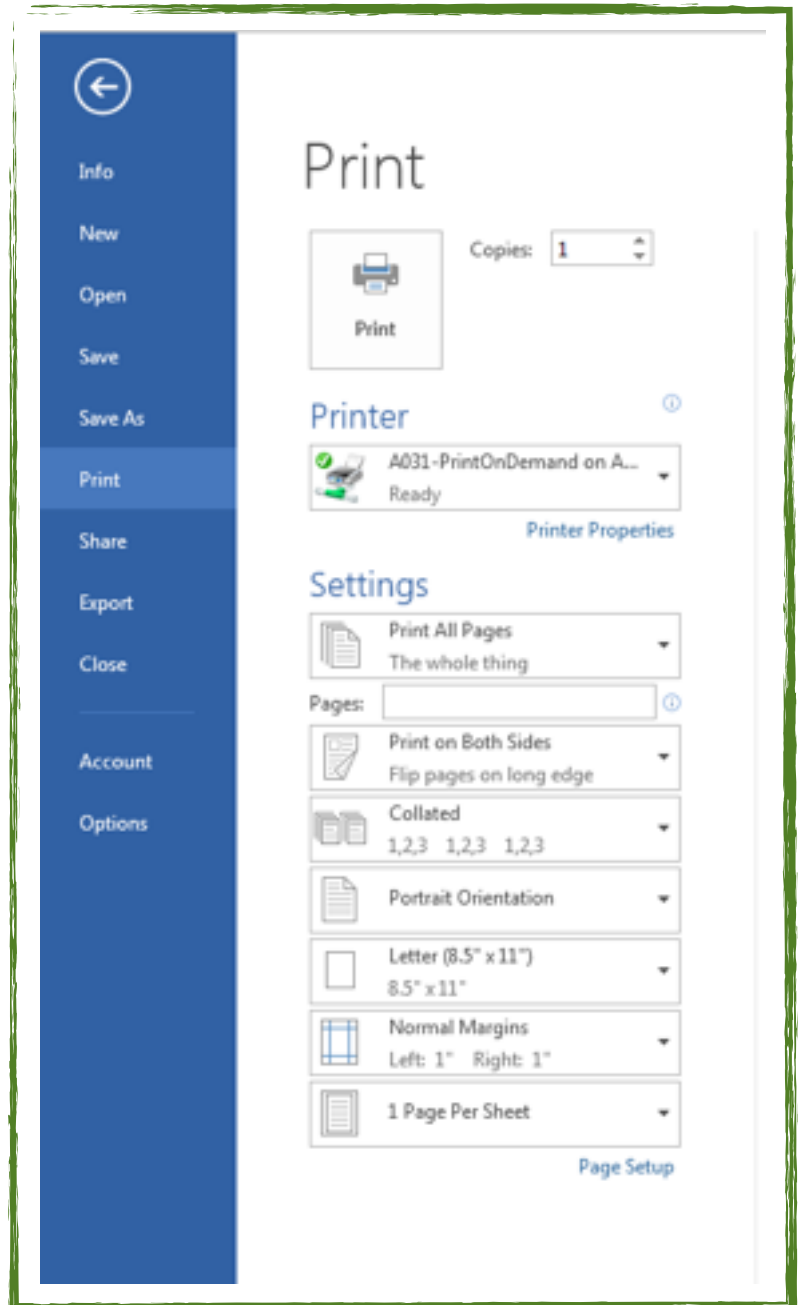 Info
New
Open
Save
Save As
Print
Share
Export
Close
Account
Options
Print
Print
Copies: 1
Printer
A031-PrintOnDemand on A...
Ready
Printer Properties
Settings
Print All Pages
The whole thing
Pages:
Print on Both Sides
Flip pages on long edge
Collated
1,2,3 1,2,3 1,2,3
Portrait Orientation
Letter (8.5" x 11")
8.5" x 11"
Normal Margins
Left: 1" Right: 1"
1 Page Per Sheet
Page Setup